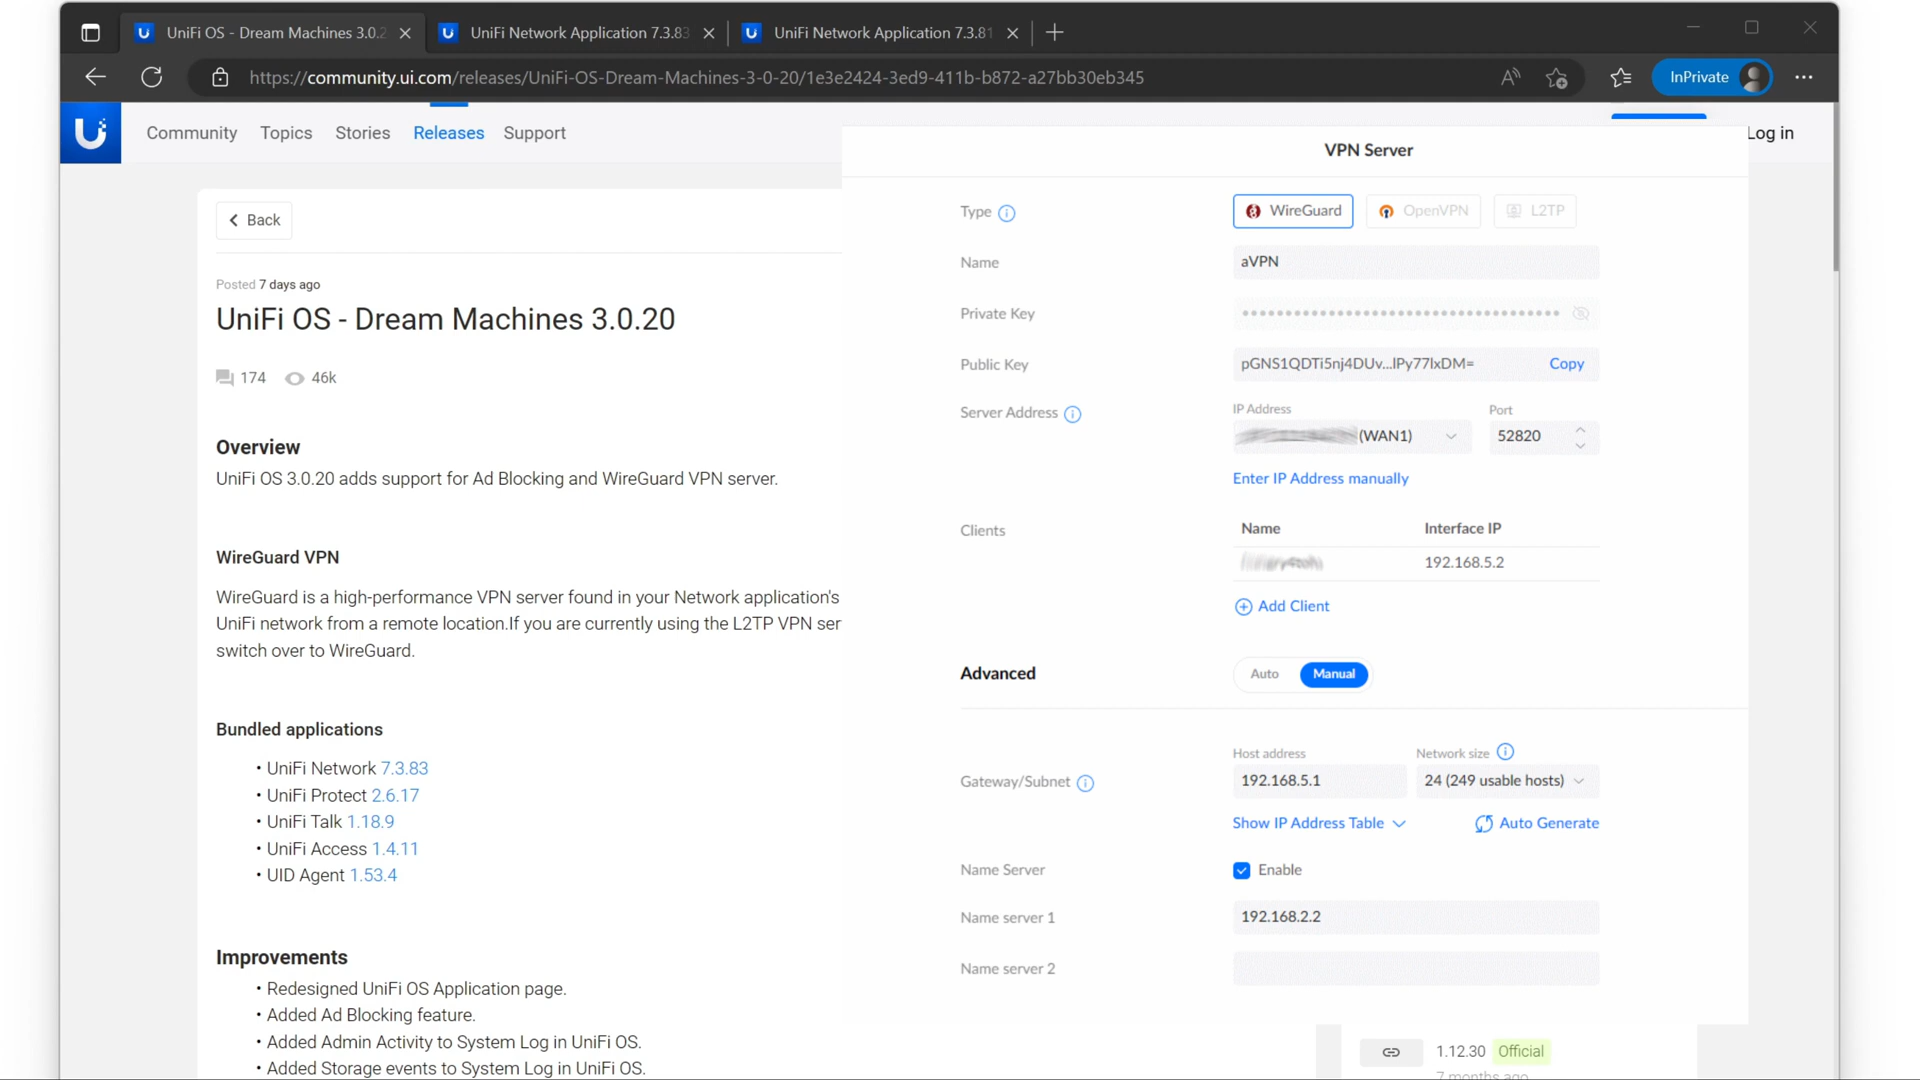 UniFi OS - Dream Machines 3.0.2
UniFi Network Application 7.3.83
UniFi Network Application 7.3.81
https://community.ui.com/releases/UniFi-OS-Dream-Machines-3-0-20/1e3e2424-3ed9-411b-b872-a27bb30eb345
InPrivate
Community
Topics
Stories
Releases
Support
Log in
Back
Posted 7 days ago
UniFi OS - Dream Machines 3.0.20
174
46k
Overview
UniFi OS 3.0.20 adds support for Ad Blocking and WireGuard VPN server.
WireGuard VPN
WireGuard is a high-performance VPN server found in your Network application's
UniFi network from a remote location.If you are currently using the L2TP VPN ser
switch over to WireGuard.
Bundled applications
• UniFi Network 7.3.83
• UniFi Protect 2.6.17
• UniFi Talk 1.18.9
• UniFi Access 1.4.11
• UID Agent 1.53.4
Improvements
• Redesigned UniFi OS Application page.
• Added Ad Blocking feature.
• Added Admin Activity to System Log in UniFi OS.
• Added Storage events to System Log in UniFi OS.
VPN Server
Type
WireGuard
OpenVPN
L2TP
Name
aVPN
Private Key
Public Key
pGNS1QDTi5nj4DUv...lPy77lxDM=
Copy
Server Address
IP Address
Port
(WAN1)
52820
Enter IP Address manually
Clients
Name
Interface IP
192.168.5.2
Add Client
Advanced
Auto
Manual
Host address
Network size
Gateway/Subnet
192.168.5.1
24 (249 usable hosts)
Show IP Address Table
Auto Generate
Name Server
Enable
Name server 1
192.168.2.2
Name server 2
1.12.30
Official
7 months ago